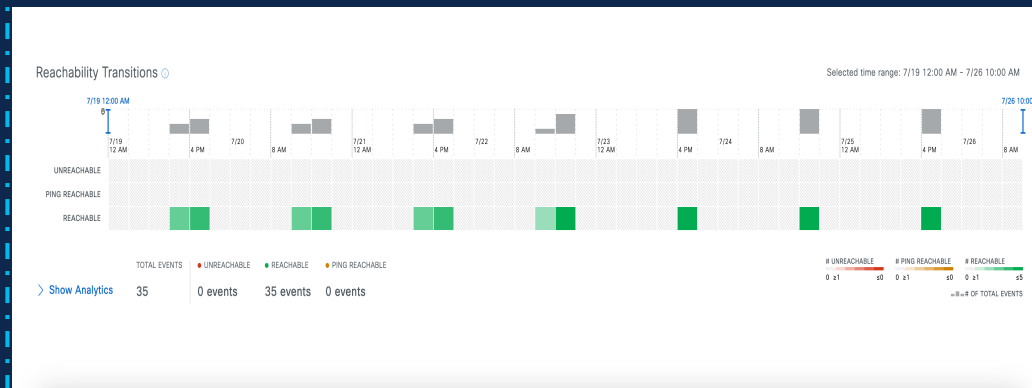 Reachability Transitions
Selected time range: 7/19 12:00 AM - 7/26 10:00 AM
7/19 12:00 AM
7/26 10:00
6
7/19 7/20 7/21 7/22 7/23 7/24 7/25 7/26
12 AM 4 PM 8 AM 12 AM 4 PM 8 AM 12 AM 4 PM 8 AM 12 AM 4 PM 8 AM
UNREACHABLE
PING REACHABLE
REACHABLE
TOTAL EVENTS UNREACHABLE REACHABLE PING REACHABLE
Show Analytics 35 0 events 35 events 0 events
# UNREACHABLE # PING REACHABLE # REACHABLE
0 ≥1 ≤0 0 ≥1 ≤0 0 ≥1 ≤5
# OF TOTAL EVENTS